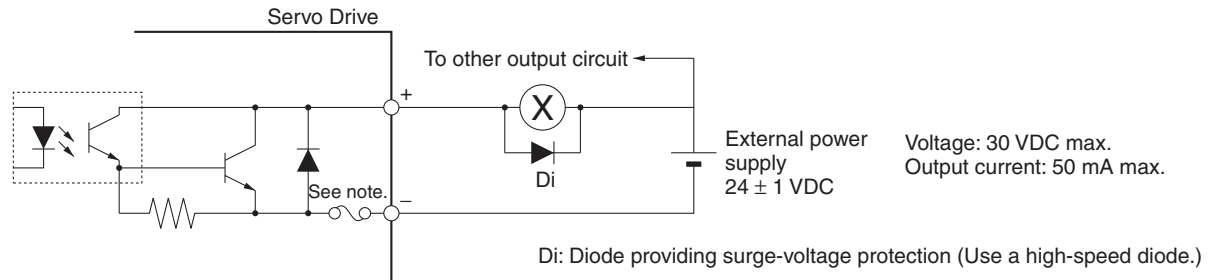 Servo Drive
To other output circuit
+
X
Di
External power
supply
24 ± 1 VDC
Voltage: 30 VDC max.
Output current: 50 mA max.
See note.
–
Di: Diode providing surge-voltage protection (Use a high-speed diode.)